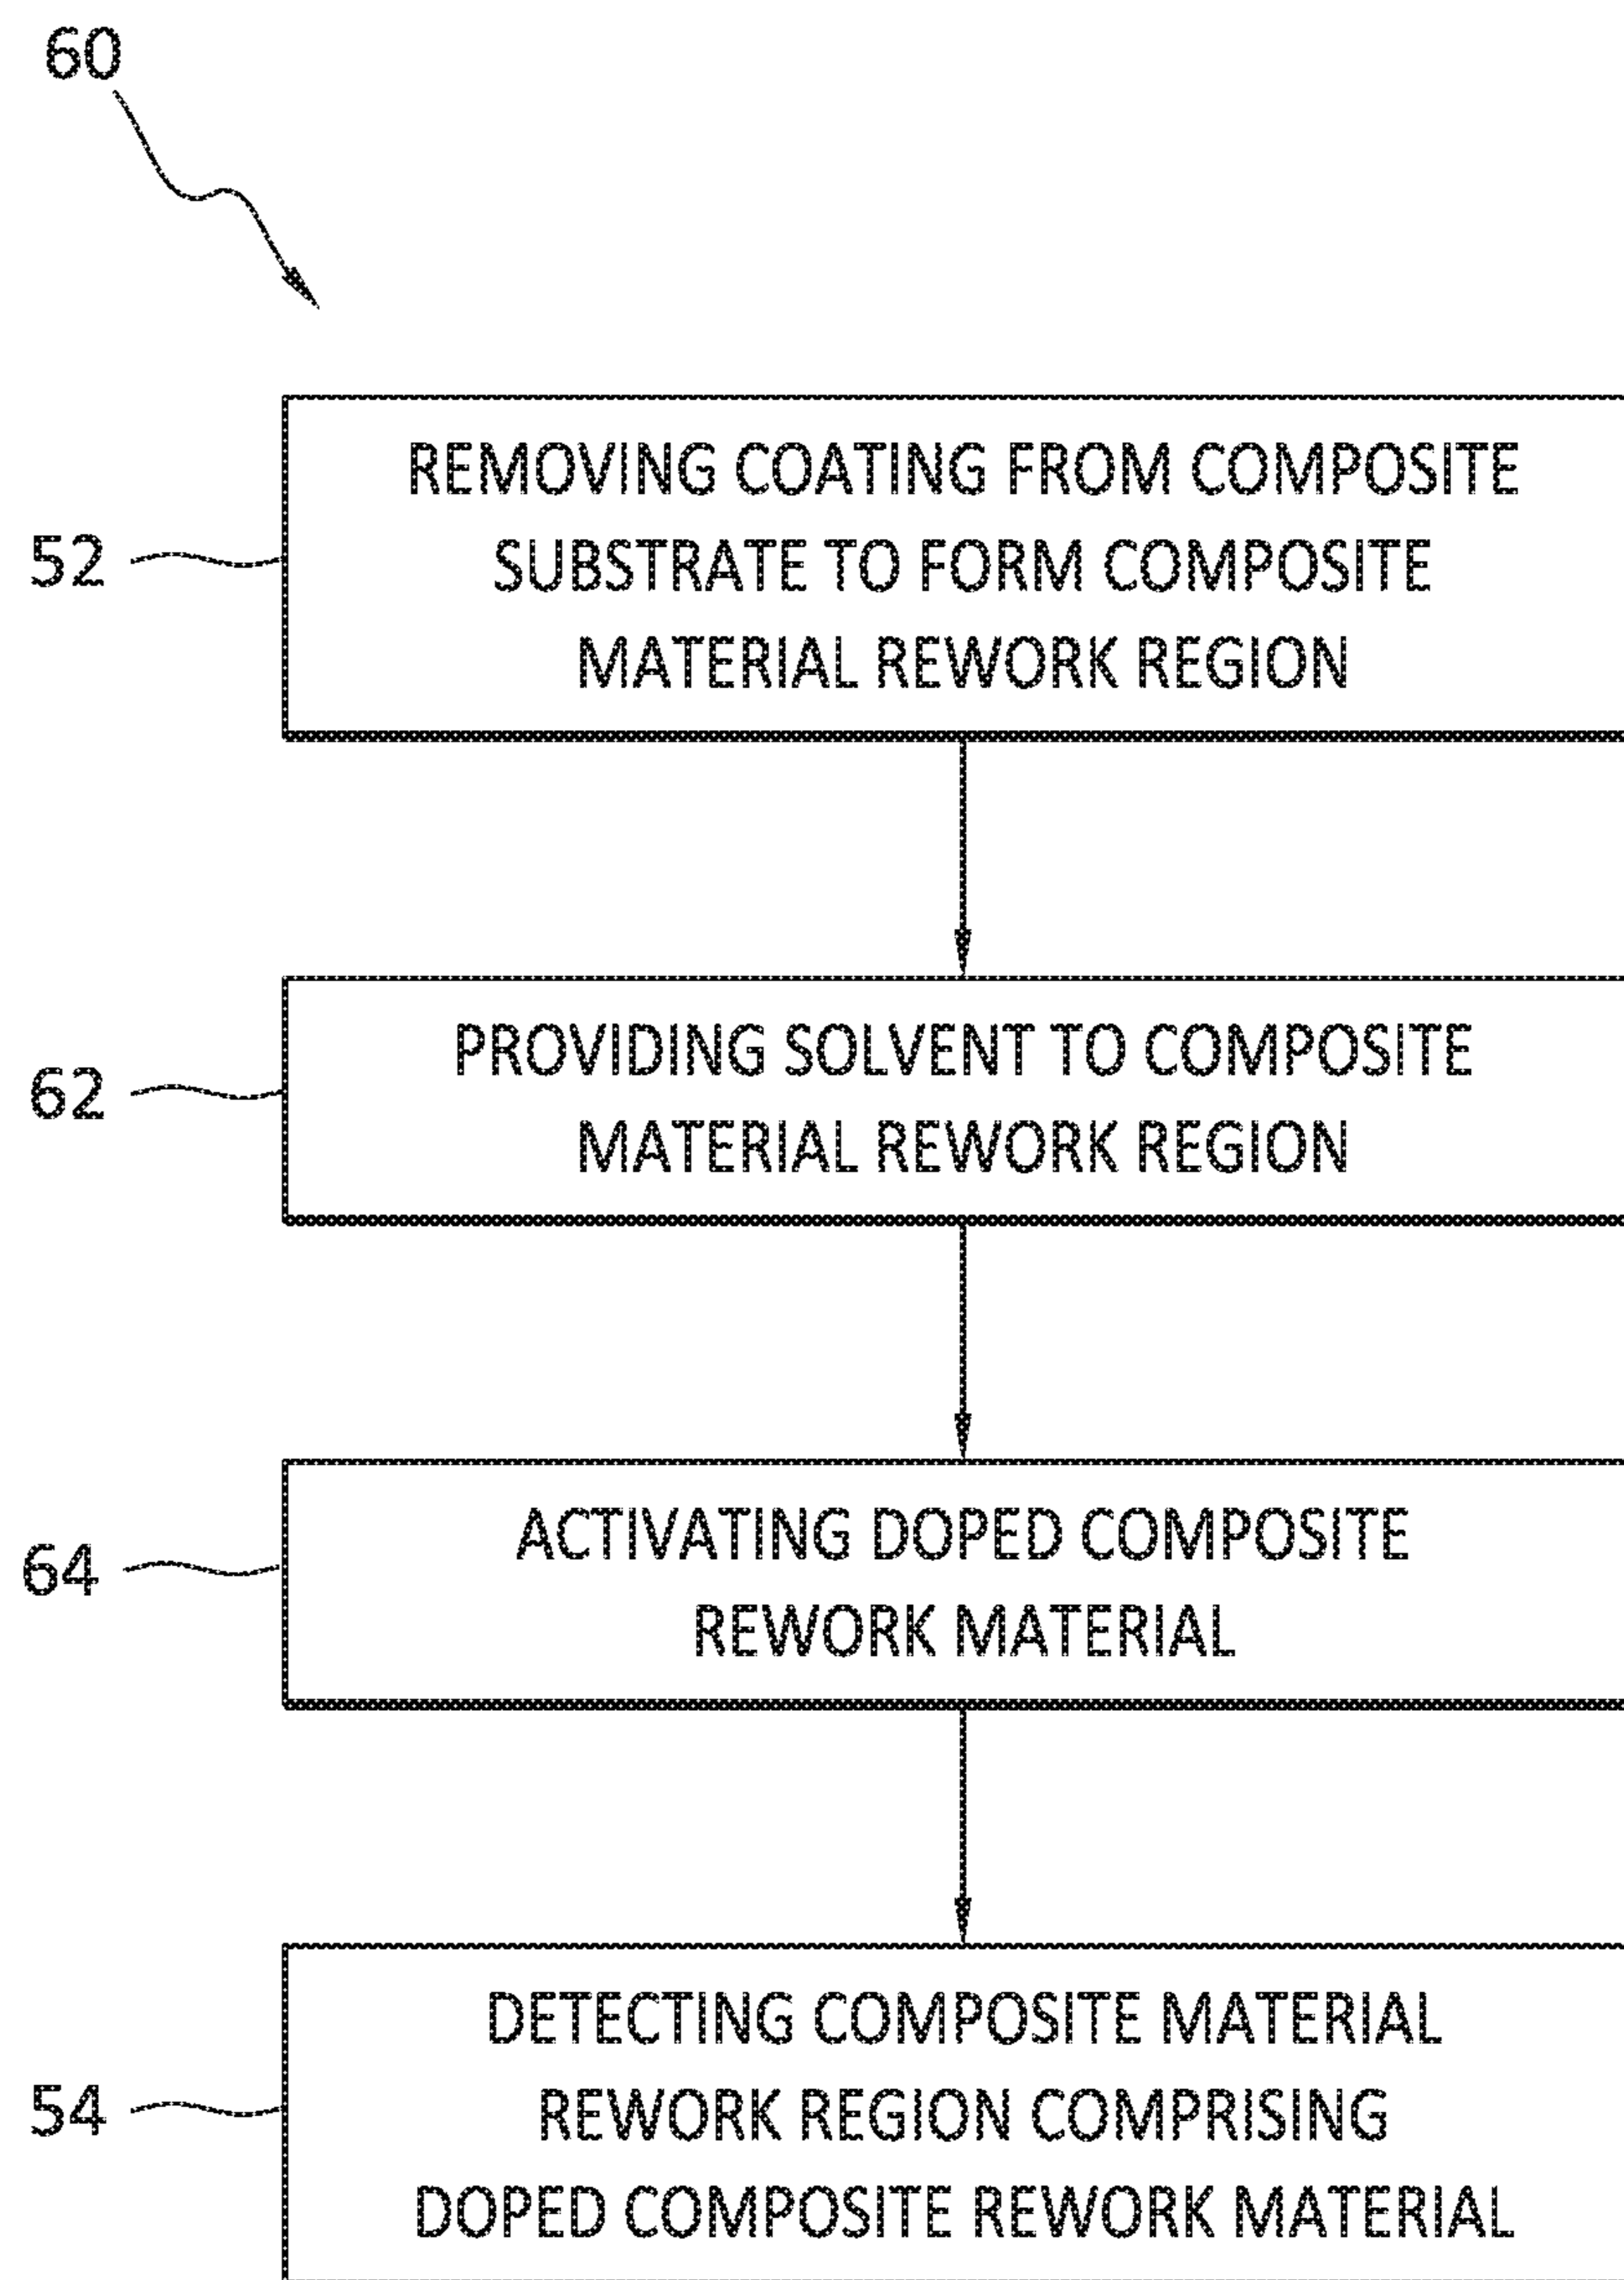 60
52
REMOVING COATING FROM COMPOSITE
SUBSTRATE TO FORM COMPOSITE
MATERIAL REWORK REGION
62
PROVIDING SOLVENT TO COMPOSITE
MATERIAL REWORK REGION
64
ACTIVATING DOPED COMPOSITE
REWORK MATERIAL
54
DETECTING COMPOSITE MATERIAL
REWORK REGION COMPRISING
DOPED COMPOSITE REWORK MATERIAL